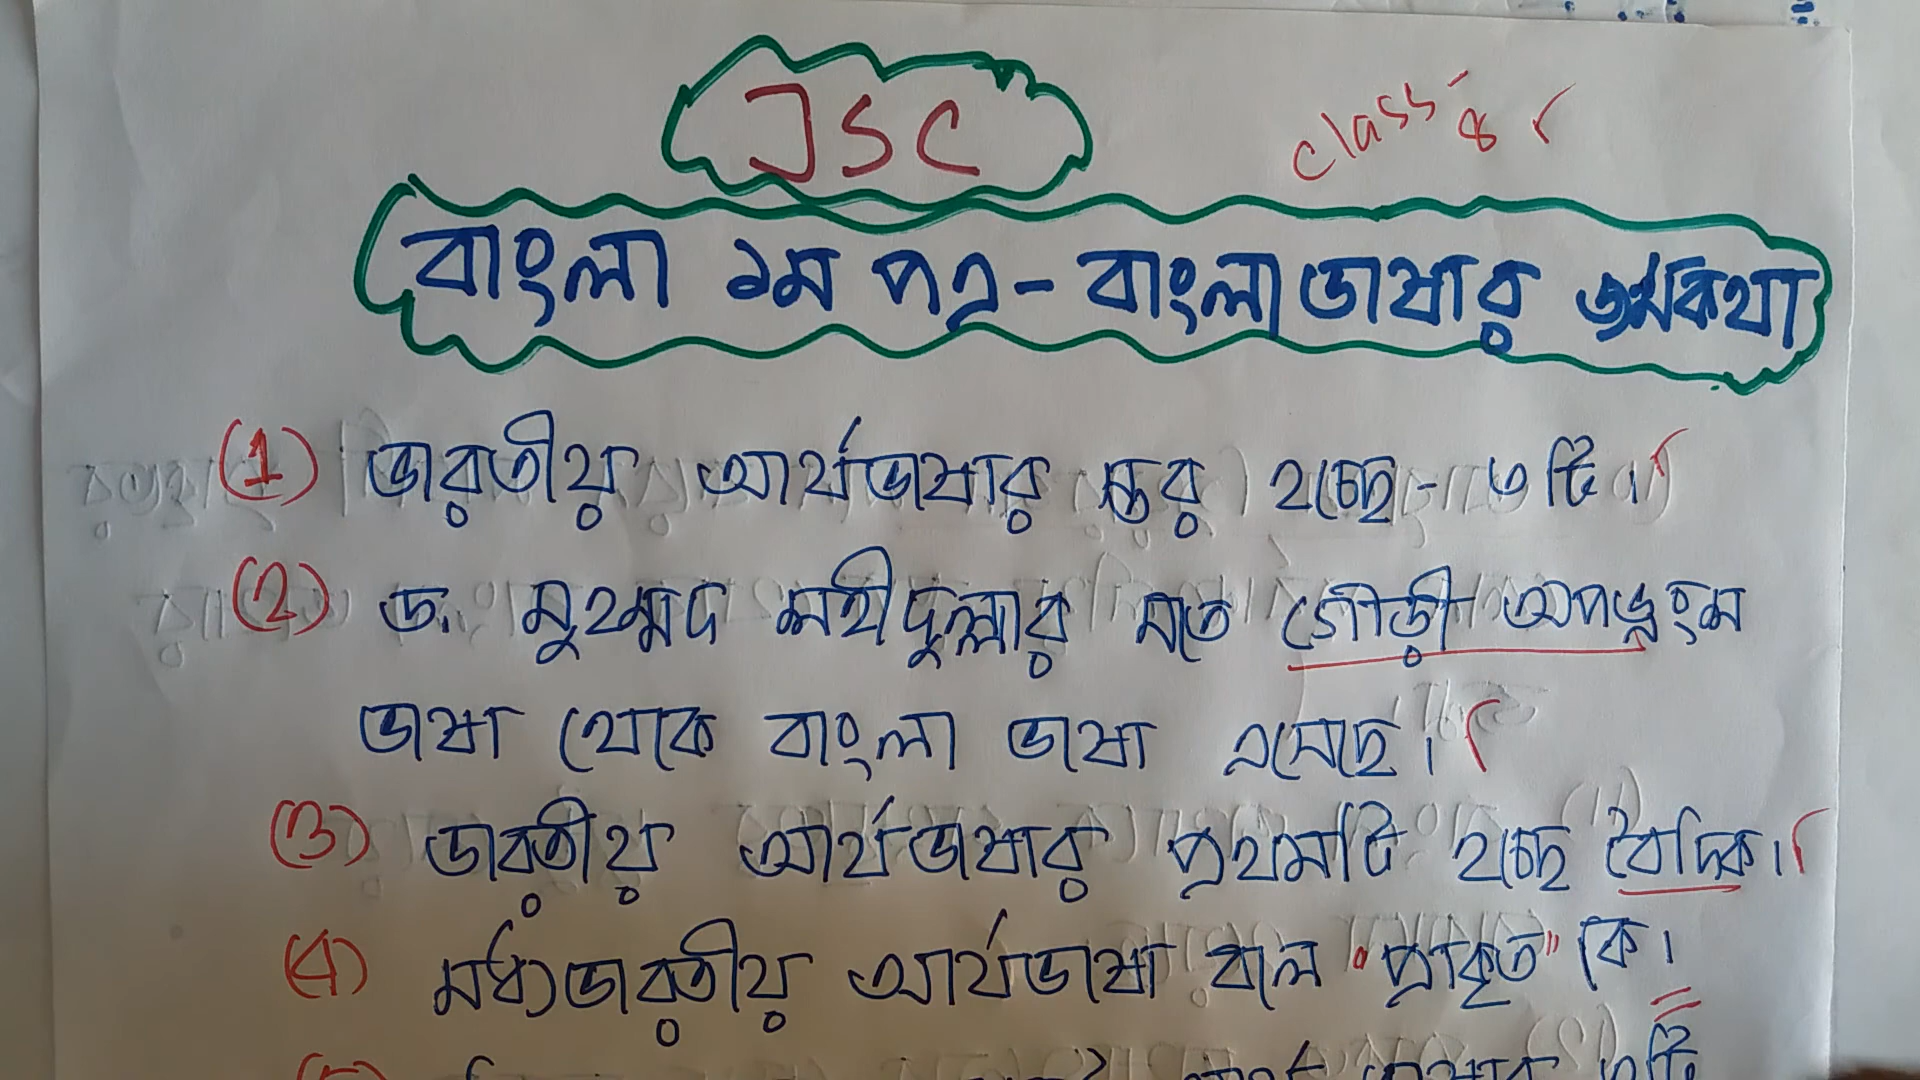 JSC
class-8
বাংলা ১ম পত্র - বাংলা ভাষার জন্মকথা
(1) ভারতীয় আর্যভাষার স্তর হচ্ছে - ৩ টি।
(2) ড. মুহম্মদ শহীদুল্লার মতে গৌড়ী অপভ্রংশ
ভাষা থেকে বাংলা ভাষা এসেছে।
(3) ভারতীয় আর্যভাষার প্রথমটি হচ্ছে বৈদিক।
(4) মধ্যভারতীয় আর্যভাষা বলে "প্রাকৃত" কে।